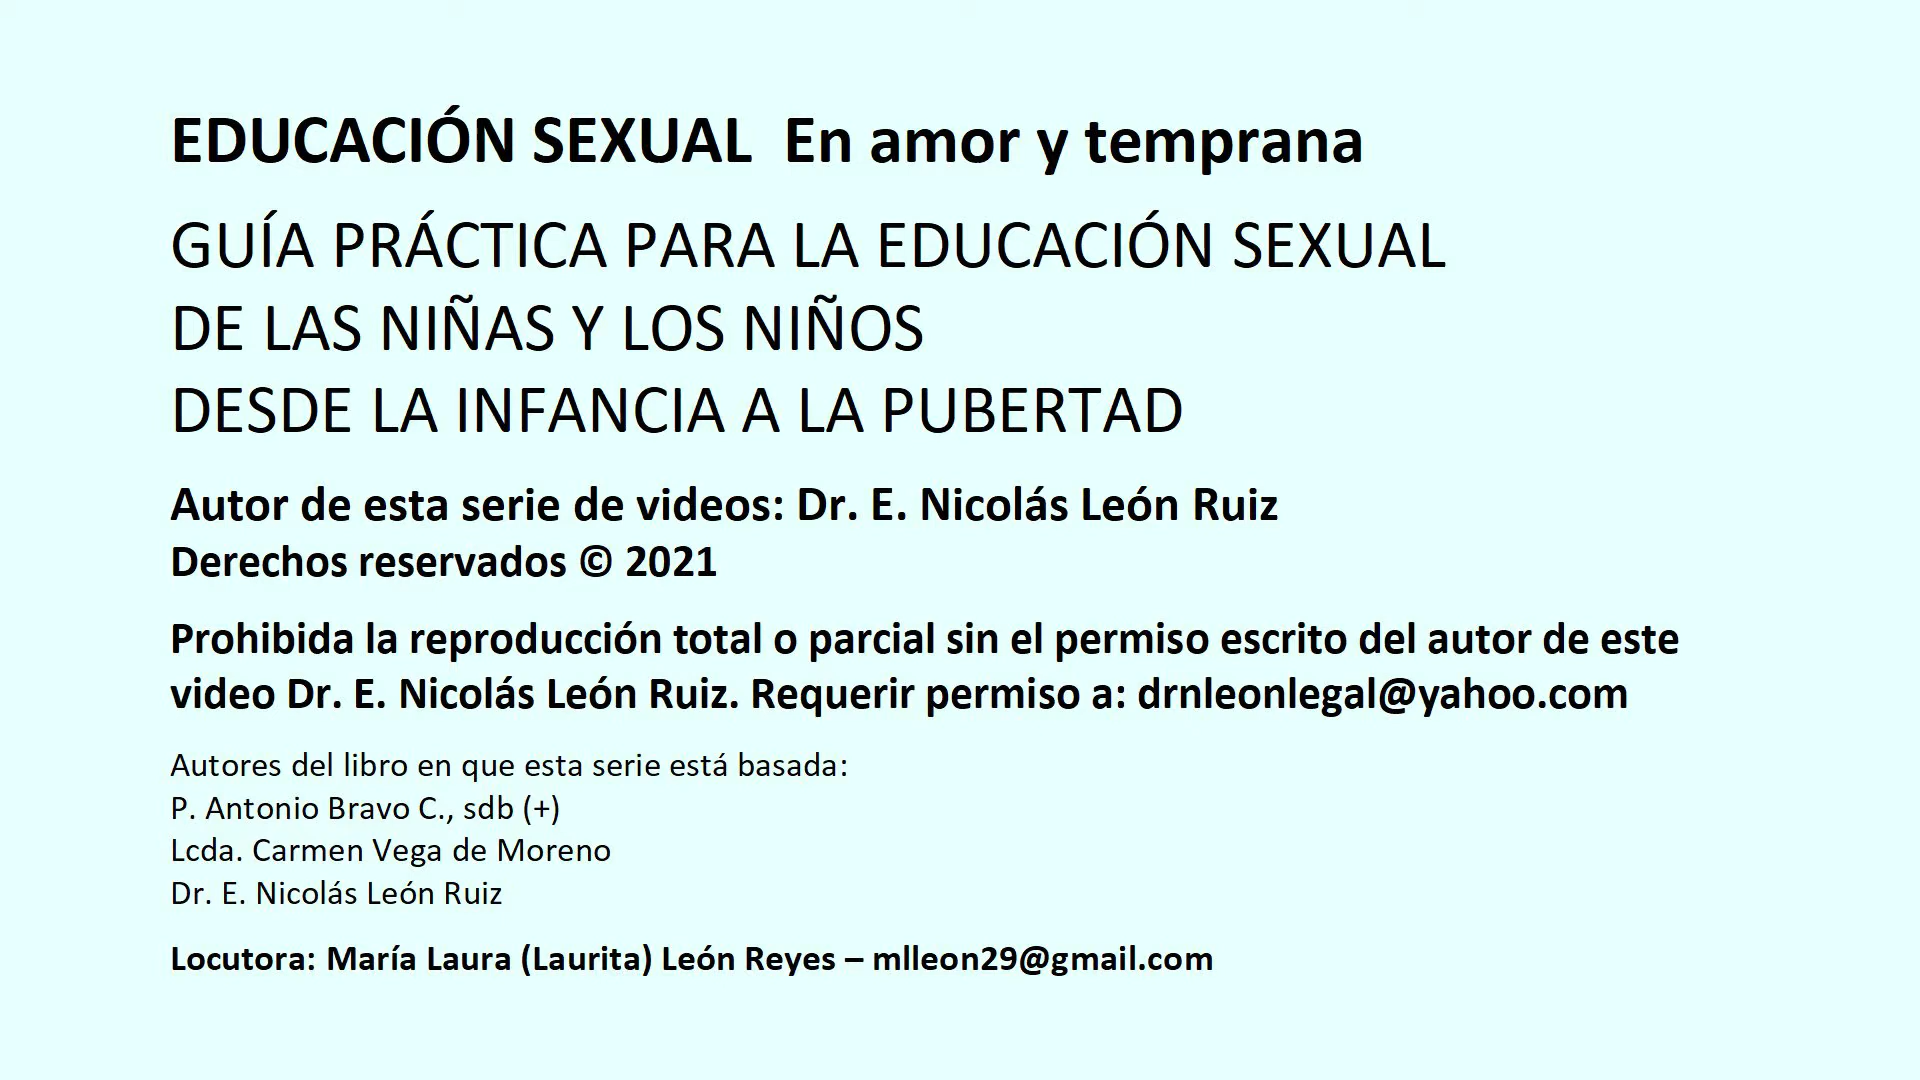 EDUCACIÓN SEXUAL  En amor y temprana
GUÍA PRÁCTICA PARA LA EDUCACIÓN SEXUAL
DE LAS NIÑAS Y LOS NIÑOS
DESDE LA INFANCIA A LA PUBERTAD
Autor de esta serie de videos: Dr. E. Nicolás León Ruiz
Derechos reservados © 2021
Prohibida la reproducción total o parcial sin el permiso escrito del autor de este
video Dr. E. Nicolás León Ruiz. Requerir permiso a: drnleonlegal@yahoo.com
Autores del libro en que esta serie está basada:
P. Antonio Bravo C., sdb (+)
Lcda. Carmen Vega de Moreno
Dr. E. Nicolás León Ruiz
Locutora: María Laura (Laurita) León Reyes – mlleon29@gmail.com